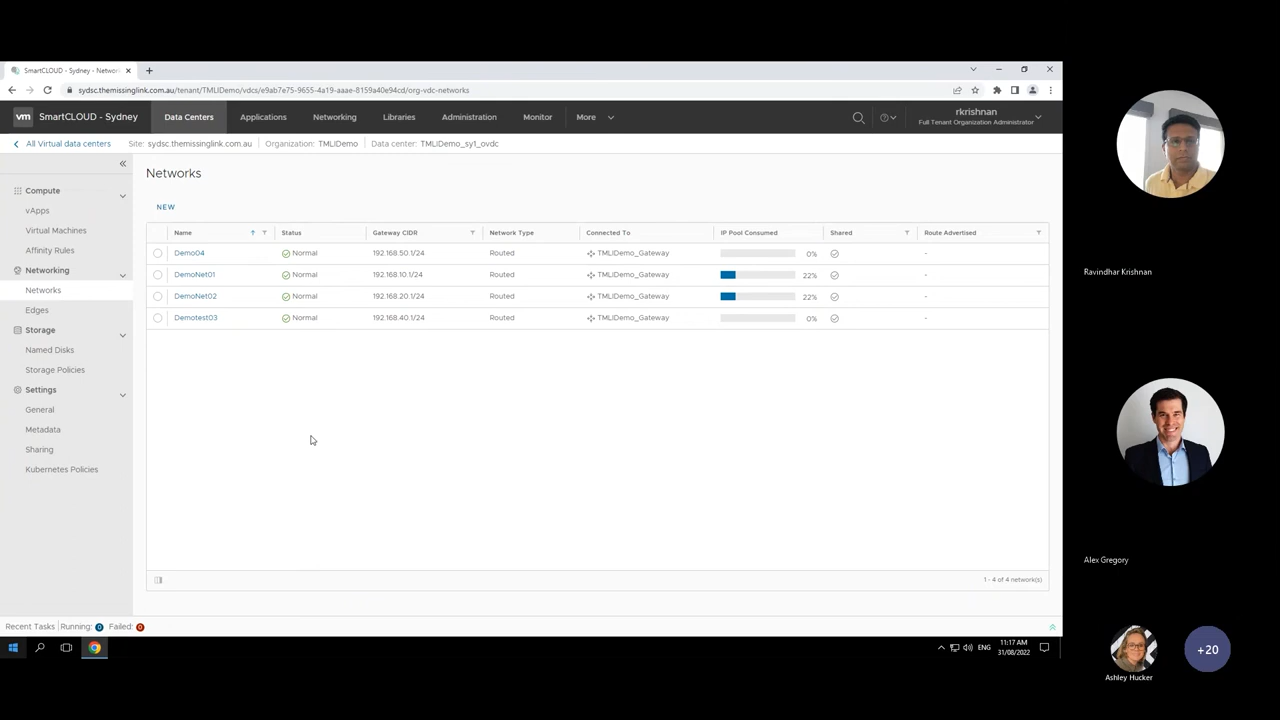 SmartCLOUD - Sydney - Network
sydsc.themissinglink.com.au/tenant/TMLIDemo/vdcs/e9ab7e75-9655-4a19-aaae-8159a40e94cd/org-vdc-networks
vm SmartCLOUD - Sydney Data Centers Applications Networking Libraries Administration Monitor More rkrishnan
Full Tenant Organization Administrator
All Virtual data centers Site: sydsc.themissinglink.com.au Organization: TMLIDemo Data center: TMLIDemo_sy1_ovdc
Compute
vApps
Virtual Machines
Affinity Rules
Networking
Networks
Edges
Storage
Named Disks
Storage Policies
Settings
General
Metadata
Sharing
Kubernetes Policies
Networks
NEW
Name Status Gateway CIDR Network Type Connected To IP Pool Consumed Shared Route Advertised
Demo04 Normal 192.168.50.1/24 Routed TMLIDemo_Gateway 0% -
DemoNet01 Normal 192.168.10.1/24 Routed TMLIDemo_Gateway 22% -
DemoNet02 Normal 192.168.20.1/24 Routed TMLIDemo_Gateway 22% -
Demotest03 Normal 192.168.40.1/24 Routed TMLIDemo_Gateway 0% -
1 - 4 of 4 network(s)
Recent Tasks Running: 0 Failed: 0
ENG 11:17 AM
31/08/2022
Ravindhar Krishnan
Alex Gregory
+20
Ashley Hucker